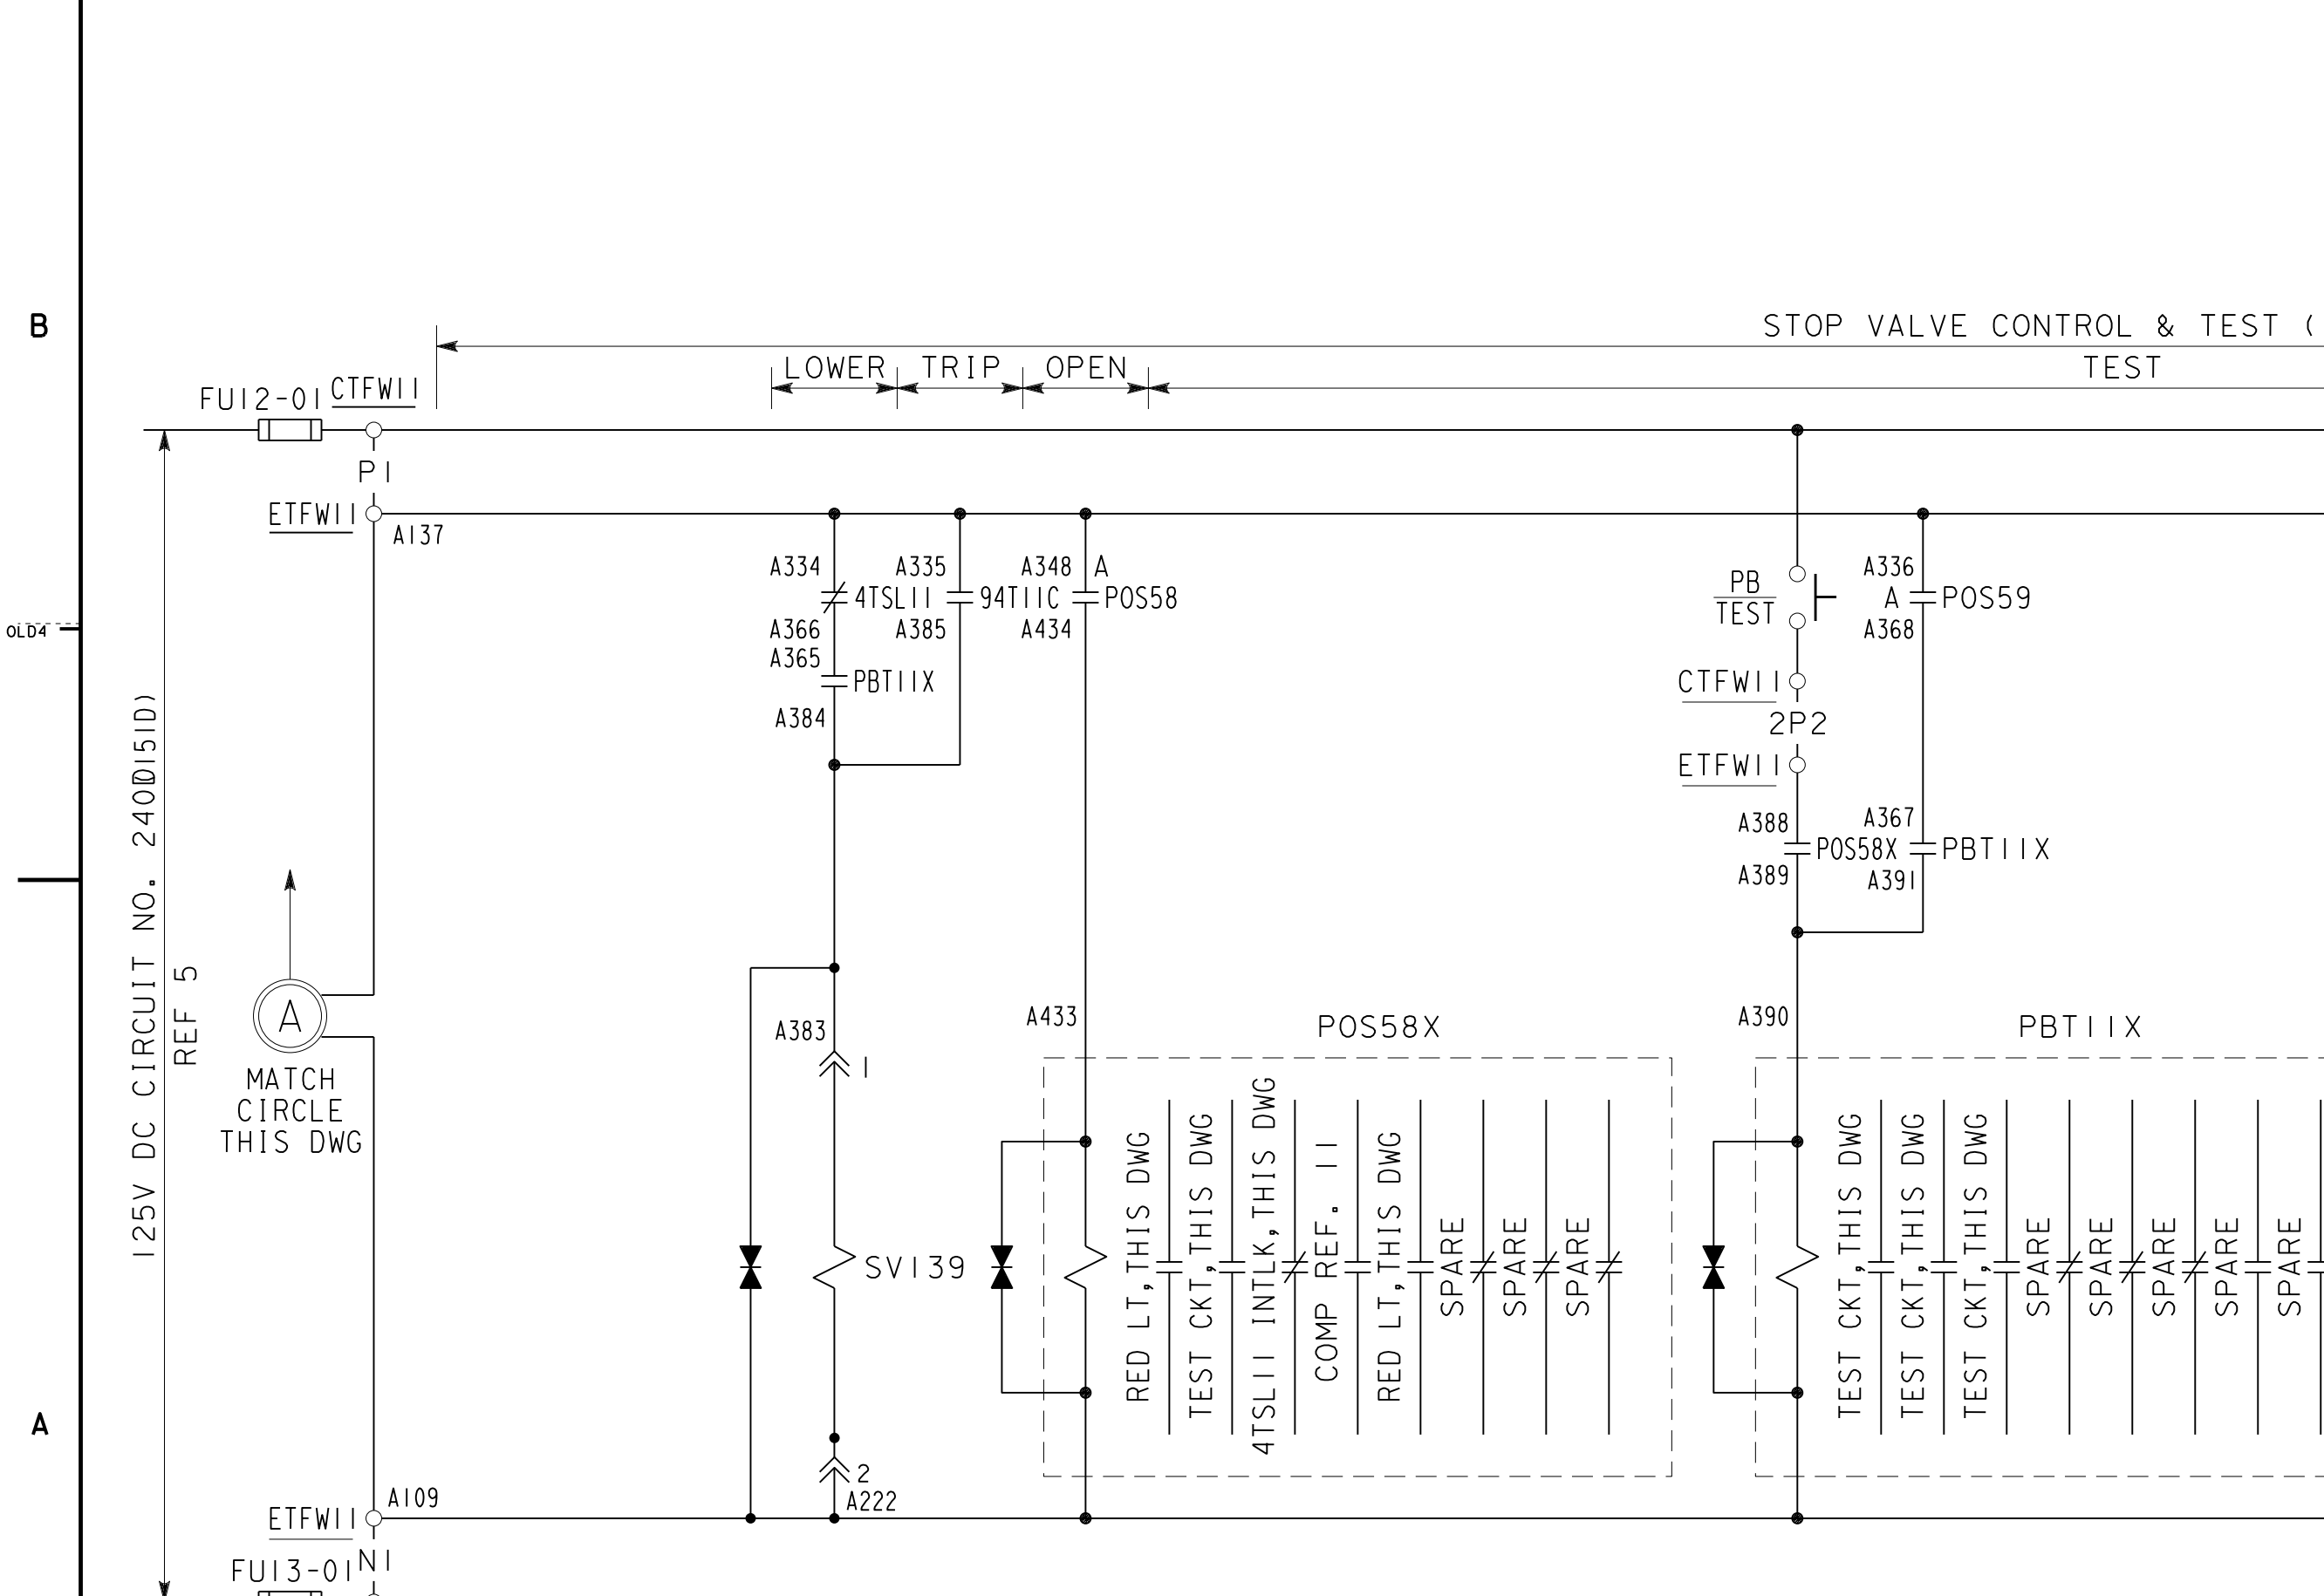 B
STOP VALVE CONTROL & TEST (
LOWER
TRIP
OPEN
TEST
FU12-01
CTFW11
P1
ETFW11
A137
A334
4TSL11
A366
A365
PBT11X
A384
A335
94T11C
A385
A348
A
POS58
A434
PB
TEST
A336
A
POS59
A368
OLD4
CTFW11
2P2
ETFW11
A388
POS58X
A389
A367
PBT11X
A391
125V DC CIRCUIT NO.
REF 5
A
MATCH
CIRCLE
THIS DWG
A383
1
SV139
2
A222
A433
POS58X
RED LT,THIS DWG
TEST CKT,THIS DWG
4TSL11 INTLK,THIS DWG
COMP REF. 11
RED LT,THIS DWG
SPARE
SPARE
SPARE
A390
PBT11X
TEST CKT,THIS DWG
TEST CKT,THIS DWG
TEST CKT,THIS DWG
SPARE
SPARE
SPARE
SPARE
SPARE
A
A109
ETFW11
N1
FU13-01